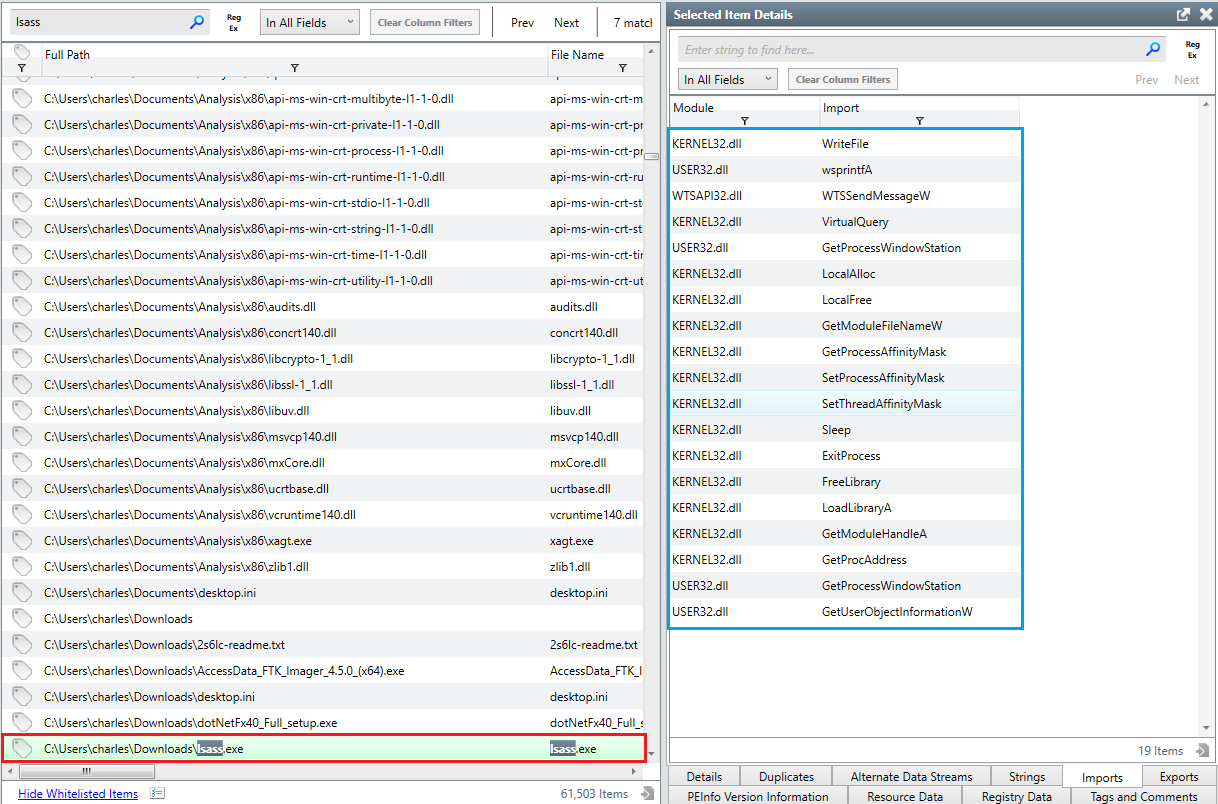 lsass
Reg
Ex
In All Fields
Clear Column Filters
Prev
Next
7 matcl
Full Path
File Name
C:\Users\charles\Documents\Analysis\x86\api-ms-win-crt-multibyte-l1-1-0.dll api-ms-win-crt-m
C:\Users\charles\Documents\Analysis\x86\api-ms-win-crt-private-l1-1-0.dll api-ms-win-crt-pr
C:\Users\charles\Documents\Analysis\x86\api-ms-win-crt-process-l1-1-0.dll api-ms-win-crt-pr
C:\Users\charles\Documents\Analysis\x86\api-ms-win-crt-runtime-l1-1-0.dll api-ms-win-crt-ru
C:\Users\charles\Documents\Analysis\x86\api-ms-win-crt-stdio-l1-1-0.dll api-ms-win-crt-st
C:\Users\charles\Documents\Analysis\x86\api-ms-win-crt-string-l1-1-0.dll api-ms-win-crt-st
C:\Users\charles\Documents\Analysis\x86\api-ms-win-crt-time-l1-1-0.dll api-ms-win-crt-tir
C:\Users\charles\Documents\Analysis\x86\api-ms-win-crt-utility-l1-1-0.dll api-ms-win-crt-ut
C:\Users\charles\Documents\Analysis\x86\audits.dll audits.dll
C:\Users\charles\Documents\Analysis\x86\concrt140.dll concrt140.dll
C:\Users\charles\Documents\Analysis\x86\libcrypto-1_1.dll libcrypto-1_1.dll
C:\Users\charles\Documents\Analysis\x86\libssl-1_1.dll libssl-1_1.dll
C:\Users\charles\Documents\Analysis\x86\libuv.dll libuv.dll
C:\Users\charles\Documents\Analysis\x86\msvcp140.dll msvcp140.dll
C:\Users\charles\Documents\Analysis\x86\mxCore.dll mxCore.dll
C:\Users\charles\Documents\Analysis\x86\ucrtbase.dll ucrtbase.dll
C:\Users\charles\Documents\Analysis\x86\vcruntime140.dll vcruntime140.dll
C:\Users\charles\Documents\Analysis\x86\xagt.exe xagt.exe
C:\Users\charles\Documents\Analysis\x86\zlib1.dll zlib1.dll
C:\Users\charles\Documents\desktop.ini desktop.ini
C:\Users\charles\Downloads
C:\Users\charles\Downloads\2s6lc-readme.txt 2s6lc-readme.txt
C:\Users\charles\Downloads\AccessData_FTK_Imager_4.5.0_(x64).exe AccessData_FTK_I
C:\Users\charles\Downloads\desktop.ini desktop.ini
C:\Users\charles\Downloads\dotNetFx40_Full_setup.exe dotNetFx40_Full_s
C:\Users\charles\Downloads\lsass.exe lsass.exe
Hide Whitelisted Items
61,503 Items
Selected Item Details
Enter string to find here...
Reg
Ex
In All Fields
Clear Column Filters
Prev
Next
Module Import
KERNEL32.dll WriteFile
USER32.dll wsprintfA
WTSAPI32.dll WTSSendMessageW
KERNEL32.dll VirtualQuery
USER32.dll GetProcessWindowStation
KERNEL32.dll LocalAlloc
KERNEL32.dll LocalFree
KERNEL32.dll GetModuleFileNameW
KERNEL32.dll GetProcessAffinityMask
KERNEL32.dll SetProcessAffinityMask
KERNEL32.dll SetThreadAffinityMask
KERNEL32.dll Sleep
KERNEL32.dll ExitProcess
KERNEL32.dll FreeLibrary
KERNEL32.dll LoadLibraryA
KERNEL32.dll GetModuleHandleA
KERNEL32.dll GetProcAddress
USER32.dll GetProcessWindowStation
USER32.dll GetUserObjectInformationW
19 Items
Details
Duplicates
Alternate Data Streams
Strings
Imports
Exports
PEInfo Version Information
Resource Data
Registry Data
Tags and Comments